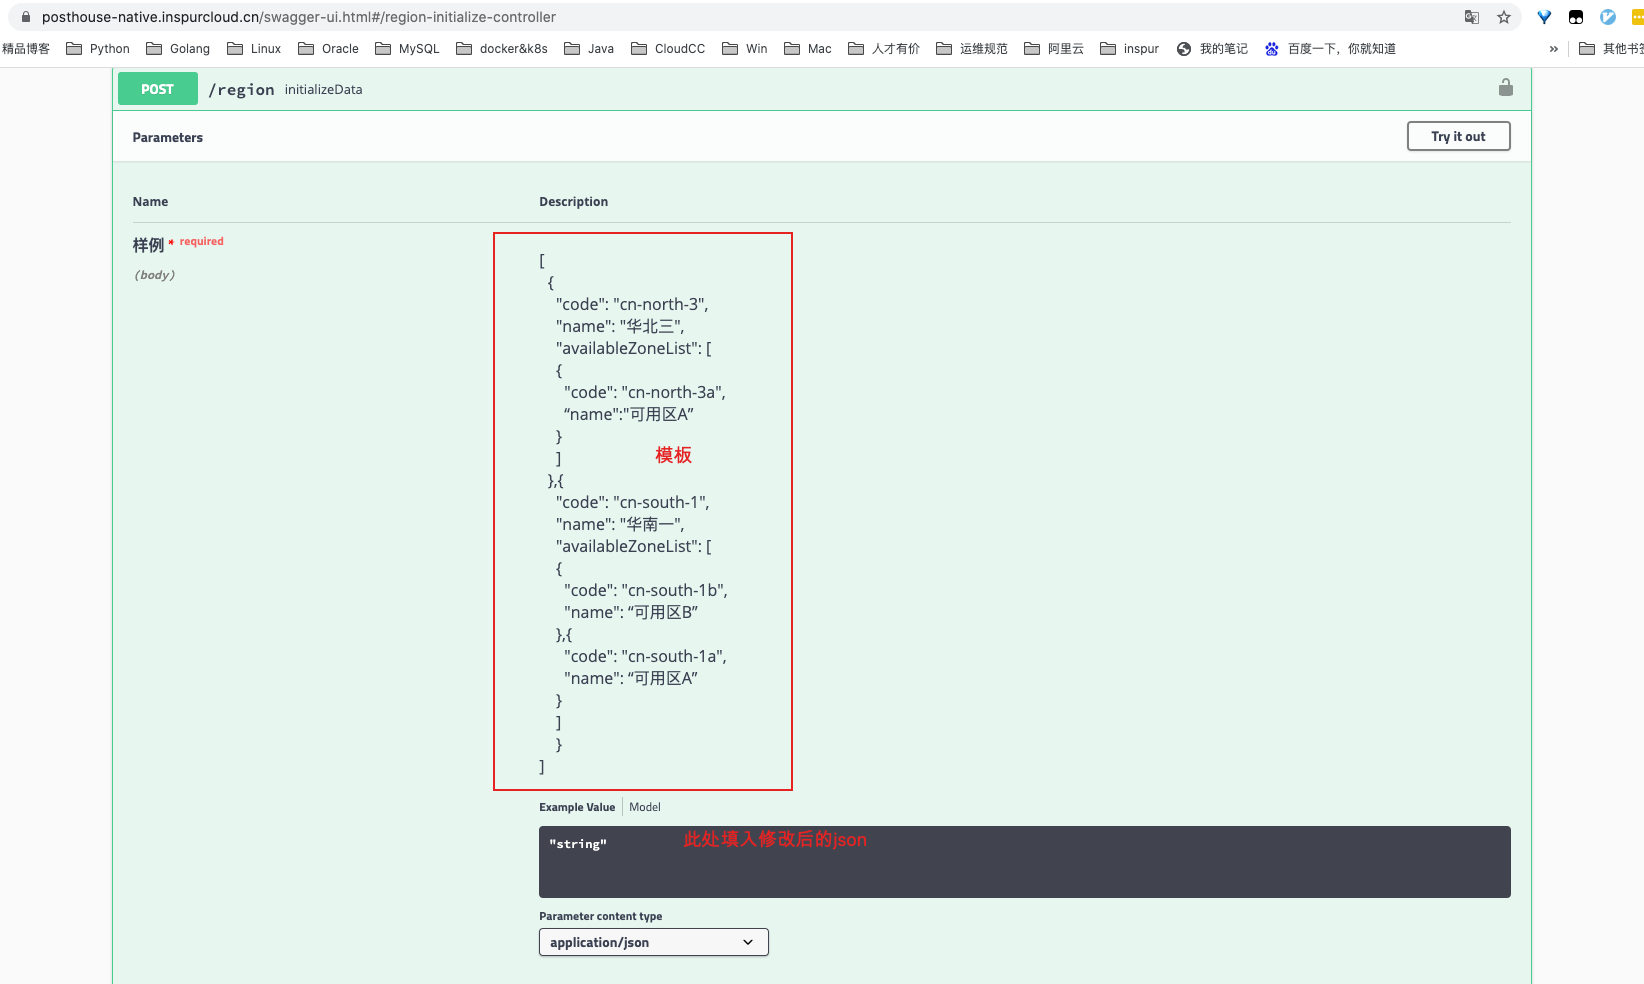 posthouse-native.inspurcloud.cn/swagger-ui.html#/region-initialize-controller
精品博客 Python Golang Linux Oracle MySQL docker&k8s Java CloudCC Win Mac 人才有价 运维规范 阿里云 inspur 我的笔记 百度一下，你就知道 » 其他书签
POST /region initializeData
Parameters
Try it out
Name Description
样例 * required
(body)
[
{
"code": "cn-north-3",
"name": "华北三",
"availableZoneList": [
{
"code": "cn-north-3a",
“name":"可用区A”
}
]
模板
},{
"code": "cn-south-1",
"name": "华南一",
"availableZoneList": [
{
"code": "cn-south-1b",
"name": “可用区B”
},{
"code": "cn-south-1a",
"name": “可用区A”
}
]
}
]
Example Value Model
"string" 此处填入修改后的json
Parameter content type
application/json